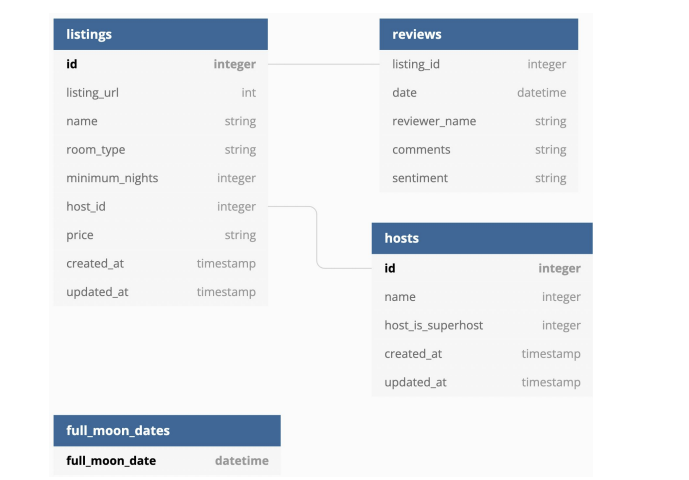 listings
id integer
listing_url int
name string
room_type string
minimum_nights integer
host_id integer
price string
created_at timestamp
updated_at timestamp
reviews
listing_id integer
date datetime
reviewer_name string
comments string
sentiment string
hosts
id integer
name integer
host_is_superhost integer
created_at timestamp
updated_at timestamp
full_moon_dates
full_moon_date datetime